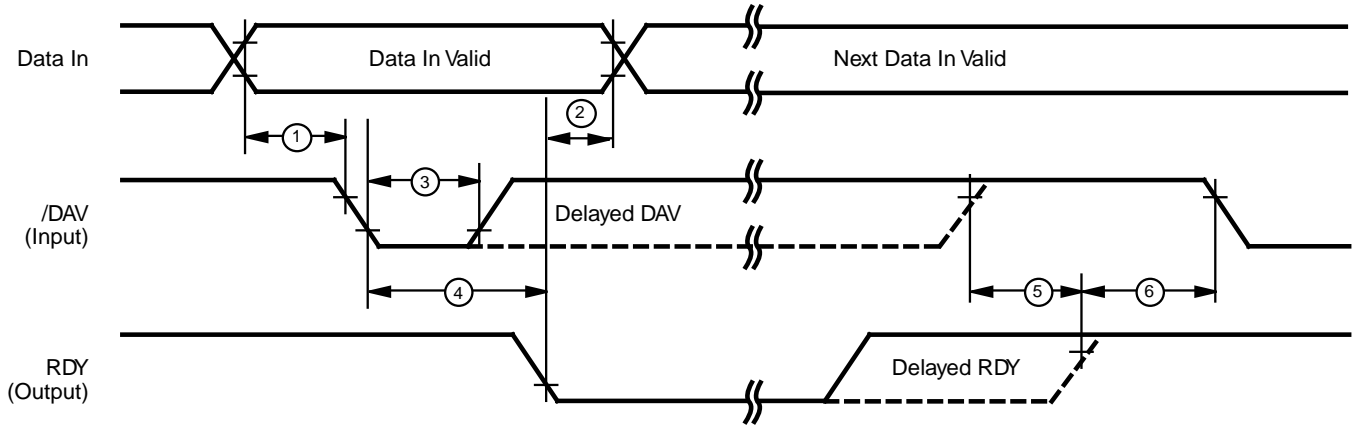 Data In
Data In Valid
Next Data In Valid
1
2
3
/DAV
(Input)
Delayed DAV
4
5
6
RDY
(Output)
Delayed RDY